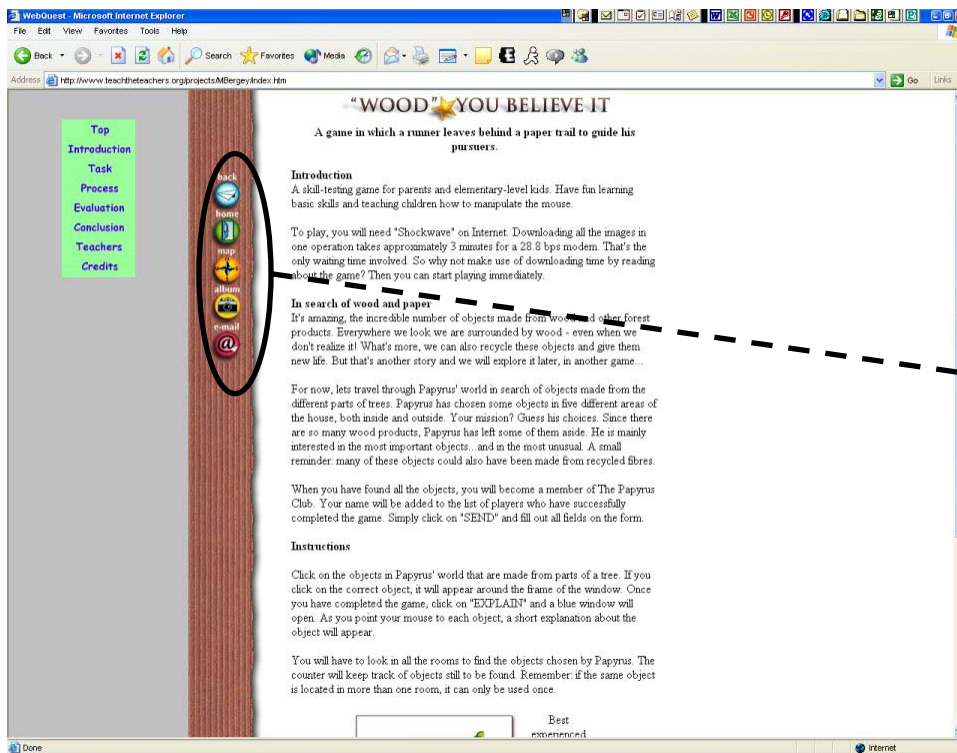 WebQuest - Microsoft Internet Explorer
File Edit View Favorites Tools Help
Back Search Favorites Media
Address http://www.teachtheteachers.org/projects/MBergey/index.htm Go Links
Top
Introduction
Task
Process
Evaluation
Conclusion
Teachers
Credits
back
home
map
album
e-mail
@
"WOOD" YOU BELIEVE IT
A game in which a runner leaves behind a paper trail to guide his
pursuers.
Introduction
A skill-testing game for parents and elementary-level kids. Have fun learning
basic skills and teaching children how to manipulate the mouse.
To play, you will need "Shockwave" on Internet. Downloading all the images in
one operation takes approximately 3 minutes for a 28.8 bps modem. That's the
only waiting time involved. So why not make use of downloading time by reading
about the game? Then you can start playing immediately.
In search of wood and paper
It's amazing, the incredible number of objects made from wood and other forest
products. Everywhere we look we are surrounded by wood - even when we
don't realize it! What's more, we can also recycle these objects and give them
new life. But that's another story and we will explore it later, in another game...
For now, lets travel through Papyrus' world in search of objects made from the
different parts of trees. Papyrus has chosen some objects in five different areas of
the house, both inside and outside. Your mission? Guess his choices. Since there
are so many wood products, Papyrus has left some of them aside. He is mainly
interested in the most important objects...and in the most unusual. A small
reminder: many of these objects could also have been made from recycled fibres.
When you have found all the objects, you will become a member of The Papyrus
Club. Your name will be added to the list of players who have successfully
completed the game. Simply click on "SEND" and fill out all fields on the form.
Instructions
Click on the objects in Papyrus' world that are made from parts of a tree. If you
click on the correct object, it will appear around the frame of the window. Once
you have completed the game, click on "EXPLAIN" and a blue window will
open. As you point your mouse to each object, a short explanation about the
object will appear.
You will have to look in all the rooms to find the objects chosen by Papyrus. The
counter will keep track of objects still to be found. Remember: if the same object
is located in more than one room, it can only be used once.
Best
experienced
Done Internet